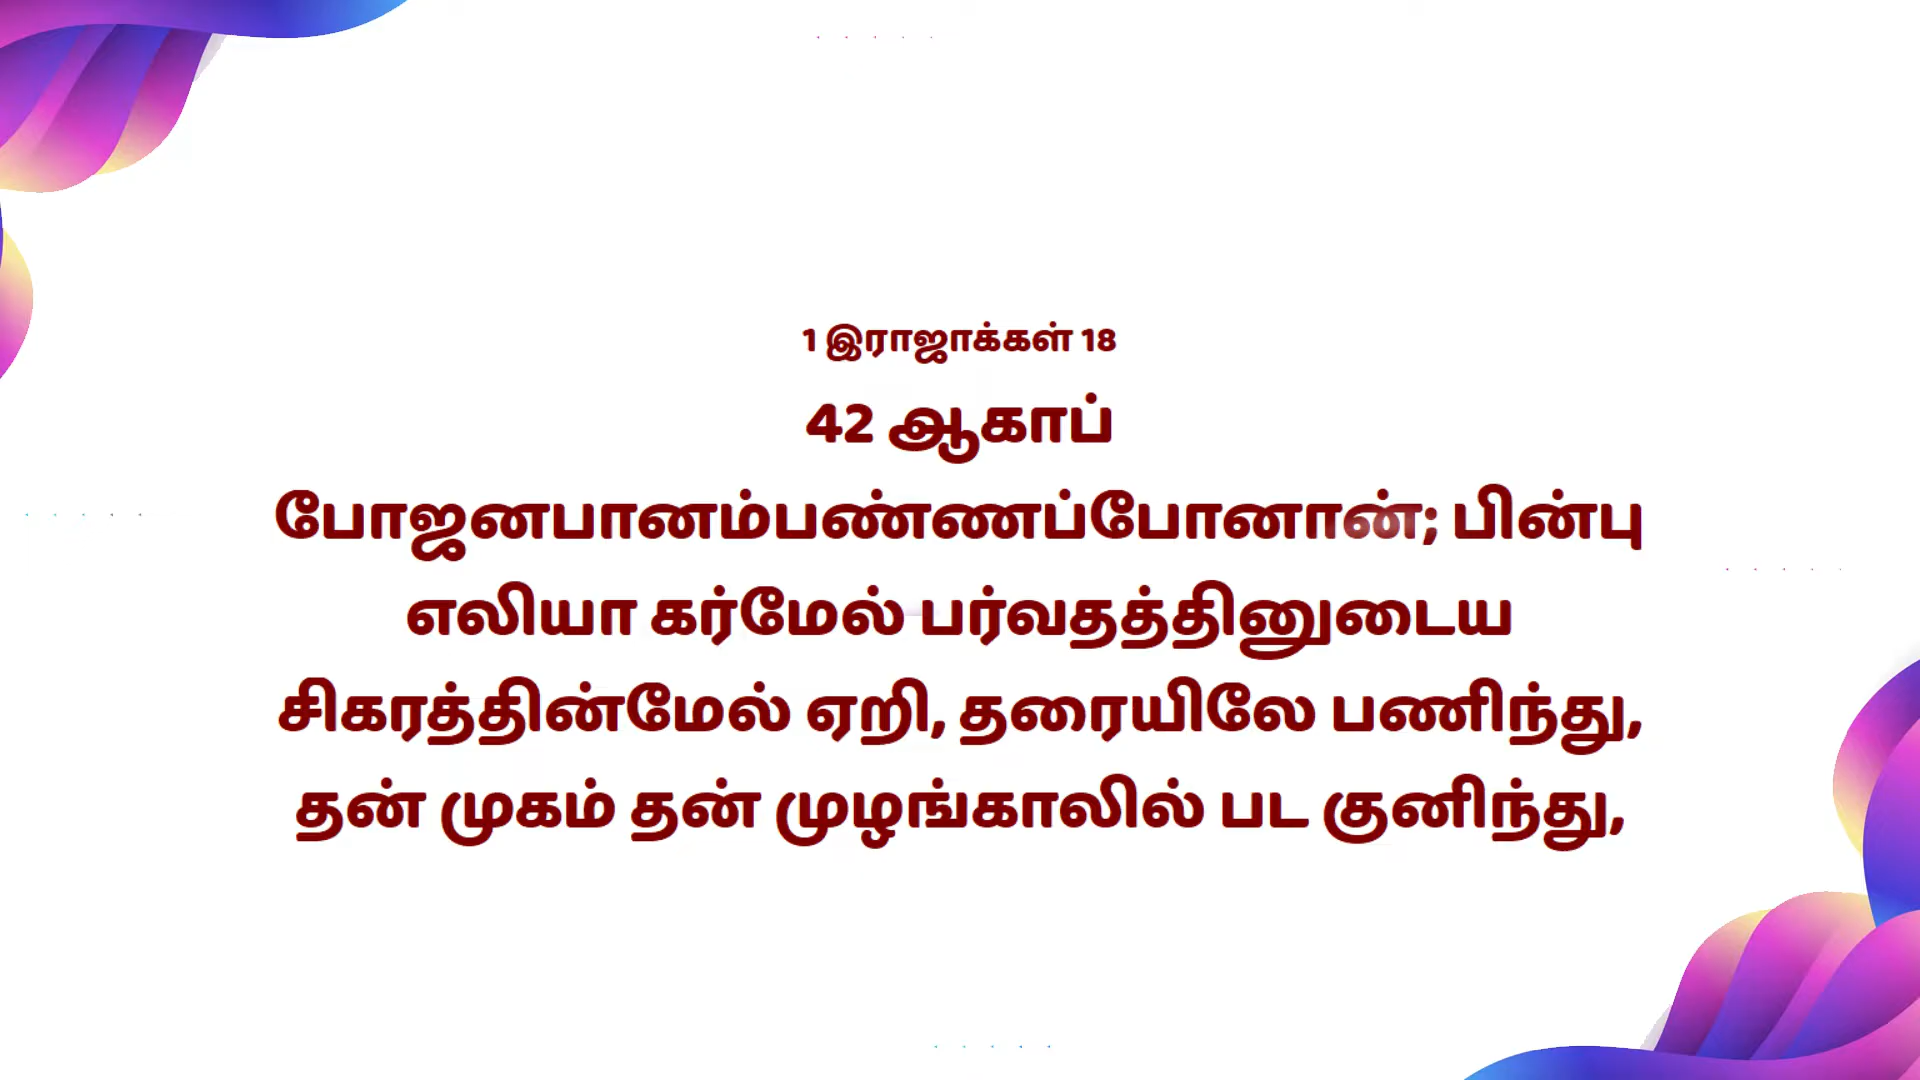 1 இராஜாக்கள் 18
42 ஆகாப்
போஜனபானம்பண்ணப்போனான்; பின்பு
எலியா கர்மேல் பர்வதத்தினுடைய
சிகரத்தின்மேல் ஏறி, தரையிலே பணிந்து,
தன் முகம் தன் முழங்காலில் பட குனிந்து,